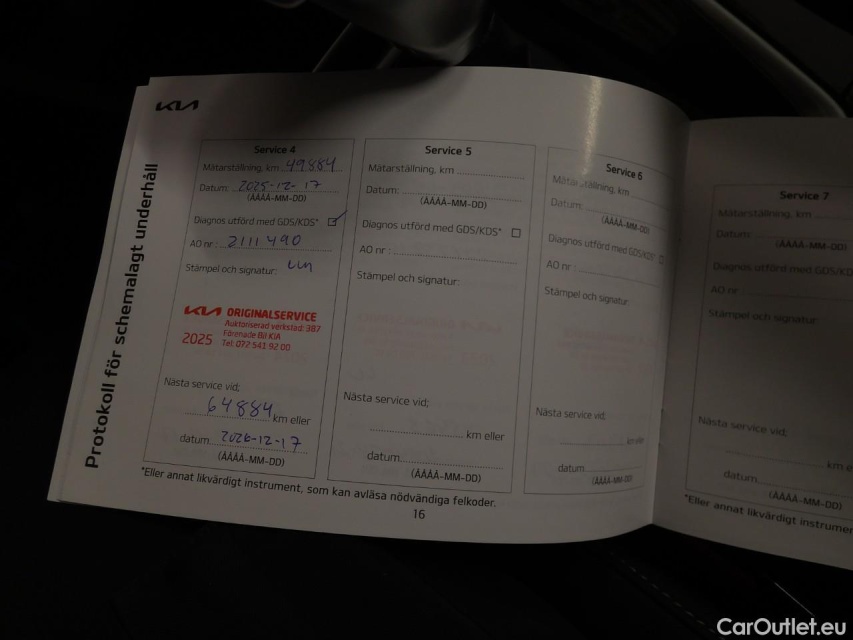 KIA
Protokoll för schemalagt underhåll
Service 4
Mätarställning, km 49884
Datum: 2025-12-17
(ÅÅÅÅ-MM-DD)
Diagnos utförd med GDS/KDS*
AO nr : 2111490
Stämpel och signatur:
KIA ORIGINALSERVICE
Auktoriserad verkstad: 387
Förenade Bil KIA
2025 Tel: 072 541 92 00
Nästa service vid;
64884 km eller
datum 2026-12-17
(ÅÅÅÅ-MM-DD)
Service 5
Mätarställning, km
Datum:
(ÅÅÅÅ-MM-DD)
Diagnos utförd med GDS/KDS*
AO nr :
Stämpel och signatur:
Nästa service vid;
km eller
datum
(ÅÅÅÅ-MM-DD)
Service 6
Mätarställning, km
Datum:
(ÅÅÅÅ-MM-DD)
Diagnos utförd med GDS/KDS*
AO nr :
Stämpel och signatur:
Nästa service vid;
km eller
datum
(ÅÅÅÅ-MM-DD)
*Eller annat likvärdigt instrument, som kan avläsa nödvändiga felkoder.
16
Service 7
Mätarställning, km
Datum:
(ÅÅÅÅ-MM-DD)
Diagnos utförd med GDS/KD
AO nr
Stämpel och signatur:
Nästa service vid;
km e
datum
(ÅÅÅÅ-MM-DD)
*Eller annat likvärdigt instrumen
CarOutlet.eu